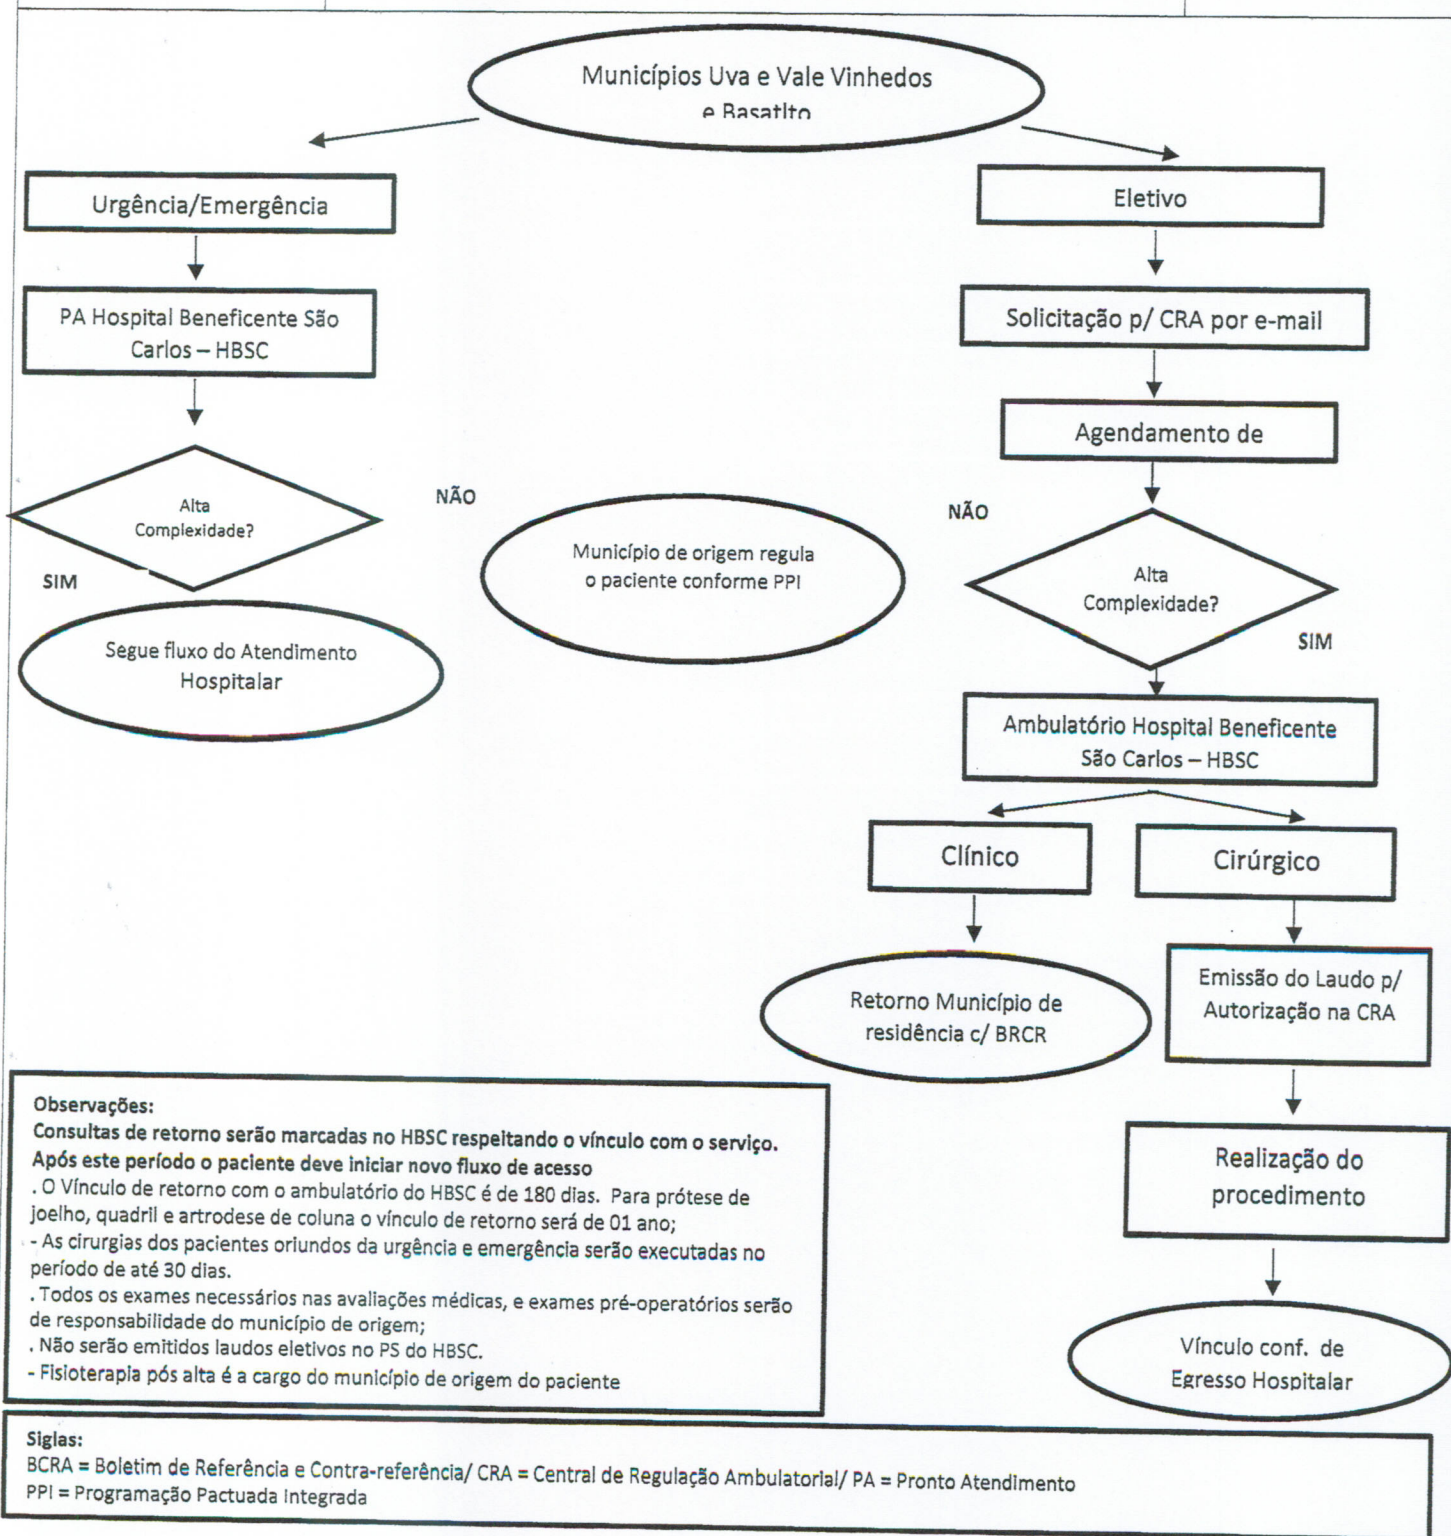 Municípios Uva e Vale Vinhedos
e Basatlto
Urgência/Emergência
Eletivo
PA Hospital Beneficente São
Carlos – HBSC
Solicitação p/ CRA por e-mail
Agendamento de
Alta
Complexidade?
NÃO
SIM
Município de origem regula
o paciente conforme PPI
NÃO
Alta
Complexidade?
SIM
Segue fluxo do Atendimento
Hospitalar
Ambulatório Hospital Beneficente
São Carlos – HBSC
Clínico
Cirúrgico
Retorno Município de
residência c/ BRCR
Emissão do Laudo p/
Autorização na CRA
Realização do
procedimento
Vínculo conf. de
Egresso Hospitalar
Observações:
Consultas de retorno serão marcadas no HBSC respeitando o vínculo com o serviço.
Após este período o paciente deve iniciar novo fluxo de acesso
. O Vínculo de retorno com o ambulatório do HBSC é de 180 dias. Para prótese de
joelho, quadril e artrodese de coluna o vínculo de retorno será de 01 ano;
- As cirurgias dos pacientes oriundos da urgência e emergência serão executadas no
período de até 30 dias.
. Todos os exames necessários nas avaliações médicas, e exames pré-operatórios serão
de responsabilidade do município de origem;
. Não serão emitidos laudos eletivos no PS do HBSC.
- Fisioterapia pós alta é a cargo do município de origem do paciente
Siglas:
BCRA = Boletim de Referência e Contra-referência/ CRA = Central de Regulação Ambulatorial/ PA = Pronto Atendimento
PPI = Programação Pactuada Integrada